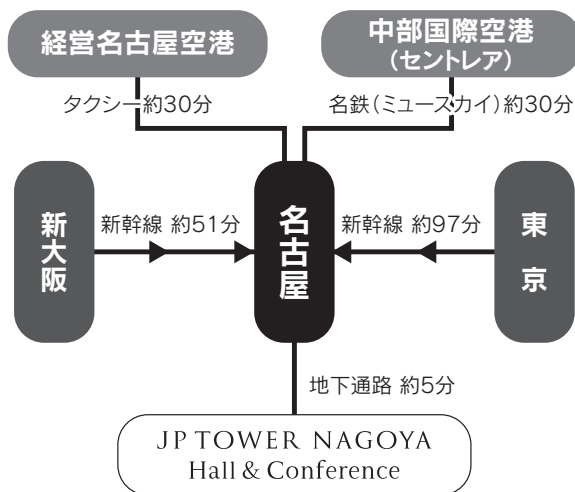 経営名古屋空港
中部国際空港
(セントレア)
タクシー約30分
名鉄(ミュースカイ)約30分
新大阪
新幹線 約51分
名古屋
新幹線 約97分
東京
地下通路 約5分
JP TOWER NAGOYA
Hall & Conference